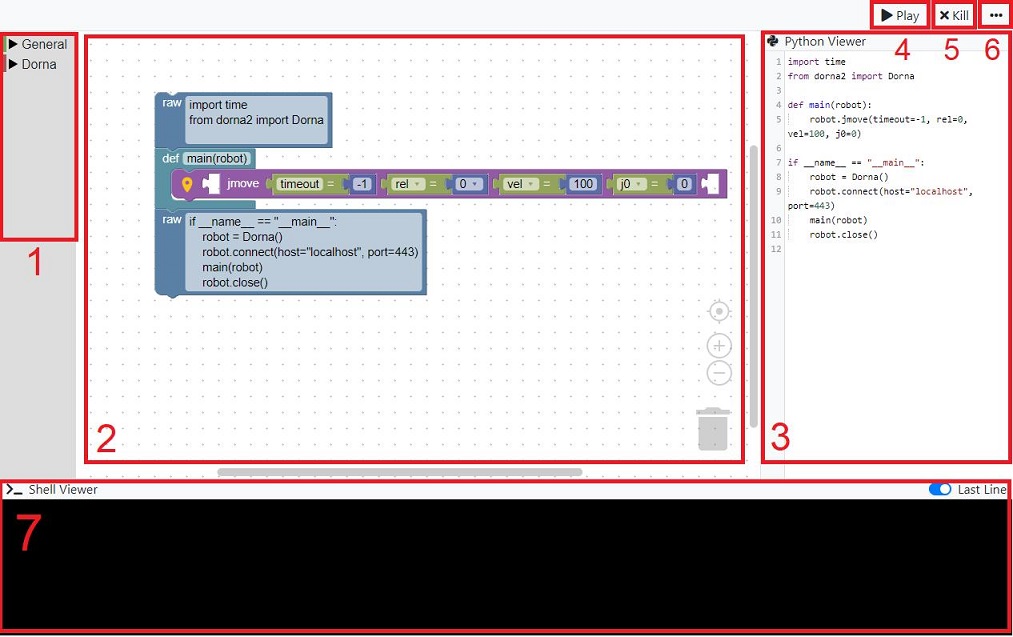 Play
Kill
...
4
5
6
General
Dorna
1
raw
import time
from dorna2 import Dorna
def main(robot)
jmove timeout = -1 rel = 0 vel = 100 j0 = 0
raw
if __name__ == "__main__":
robot = Dorna()
robot.connect(host="localhost", port=443)
main(robot)
robot.close()
2
Python Viewer
1 import time
2 from dorna2 import Dorna
3
4 def main(robot):
5 robot.jmove(timeout=-1, rel=0,
vel=100, j0=0)
6
7 if __name__ == "__main__":
8 robot = Dorna()
9 robot.connect(host="localhost",
port=443)
10 main(robot)
11 robot.close()
12
3
Shell Viewer
Last Line
7